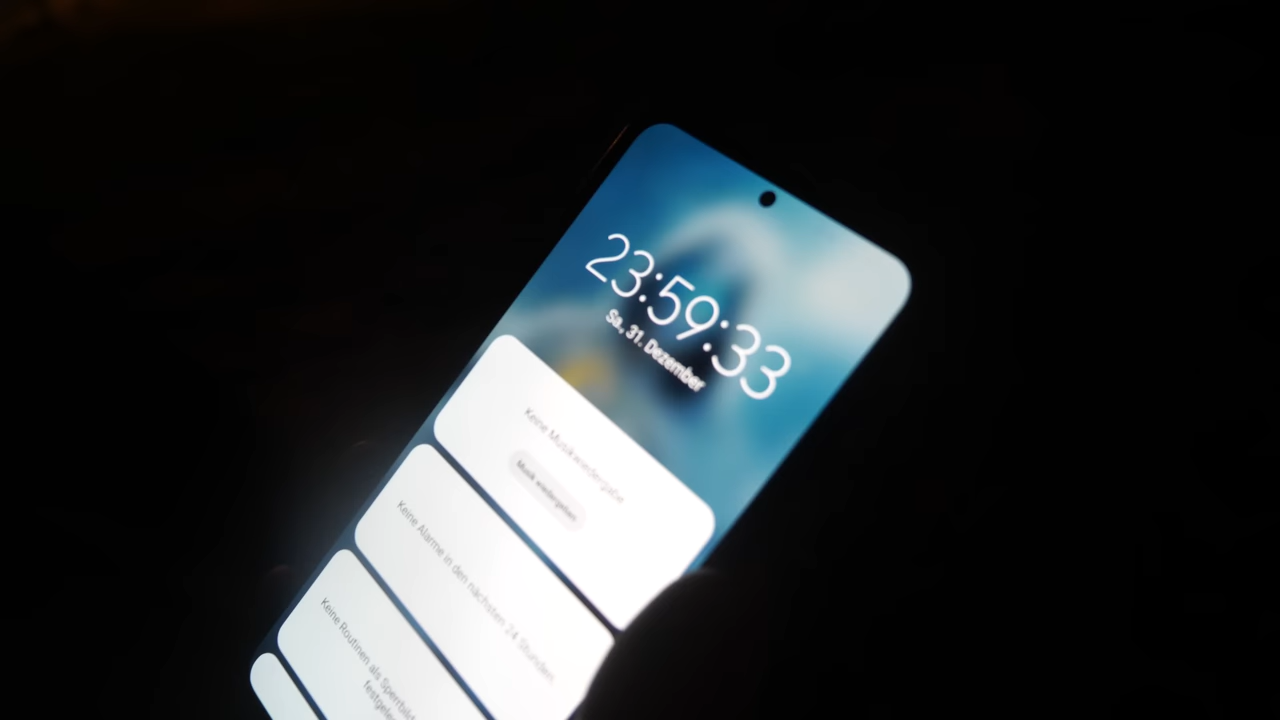 23:59:33
Sa., 31. Dezember
Keine Musikwiedergabe
Musik wiedergeben
Keine Alarme in den nächsten 24 Stunden.
Keine Routinen als